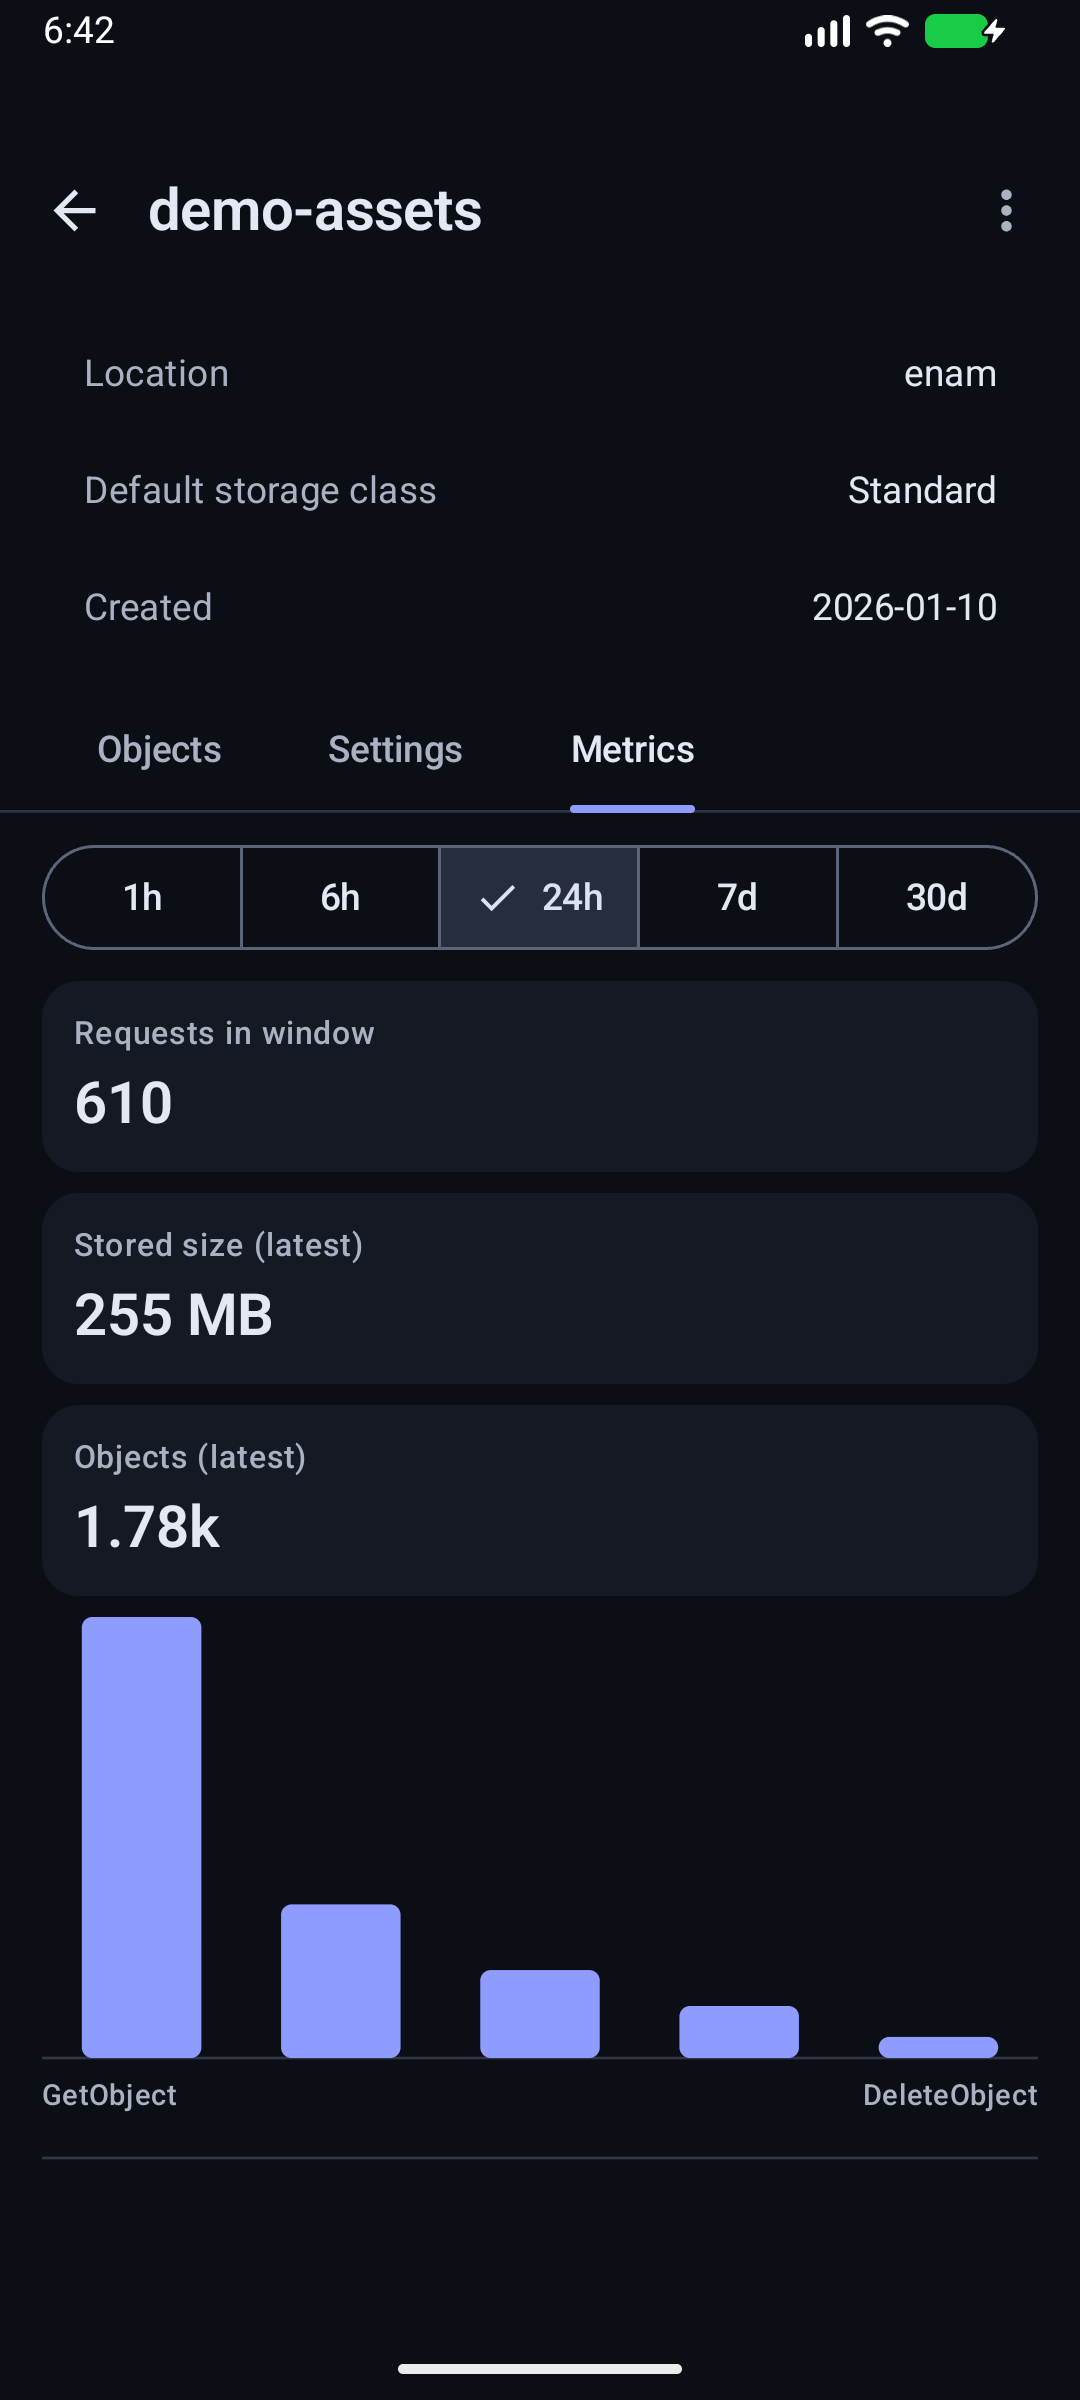 6:42
demo-assets
Location enam
Default storage class Standard
Created 2026-01-10
Objects Settings Metrics
1h 6h 24h 7d 30d
Requests in window
610
Stored size (latest)
255 MB
Objects (latest)
1.78k
GetObject DeleteObject